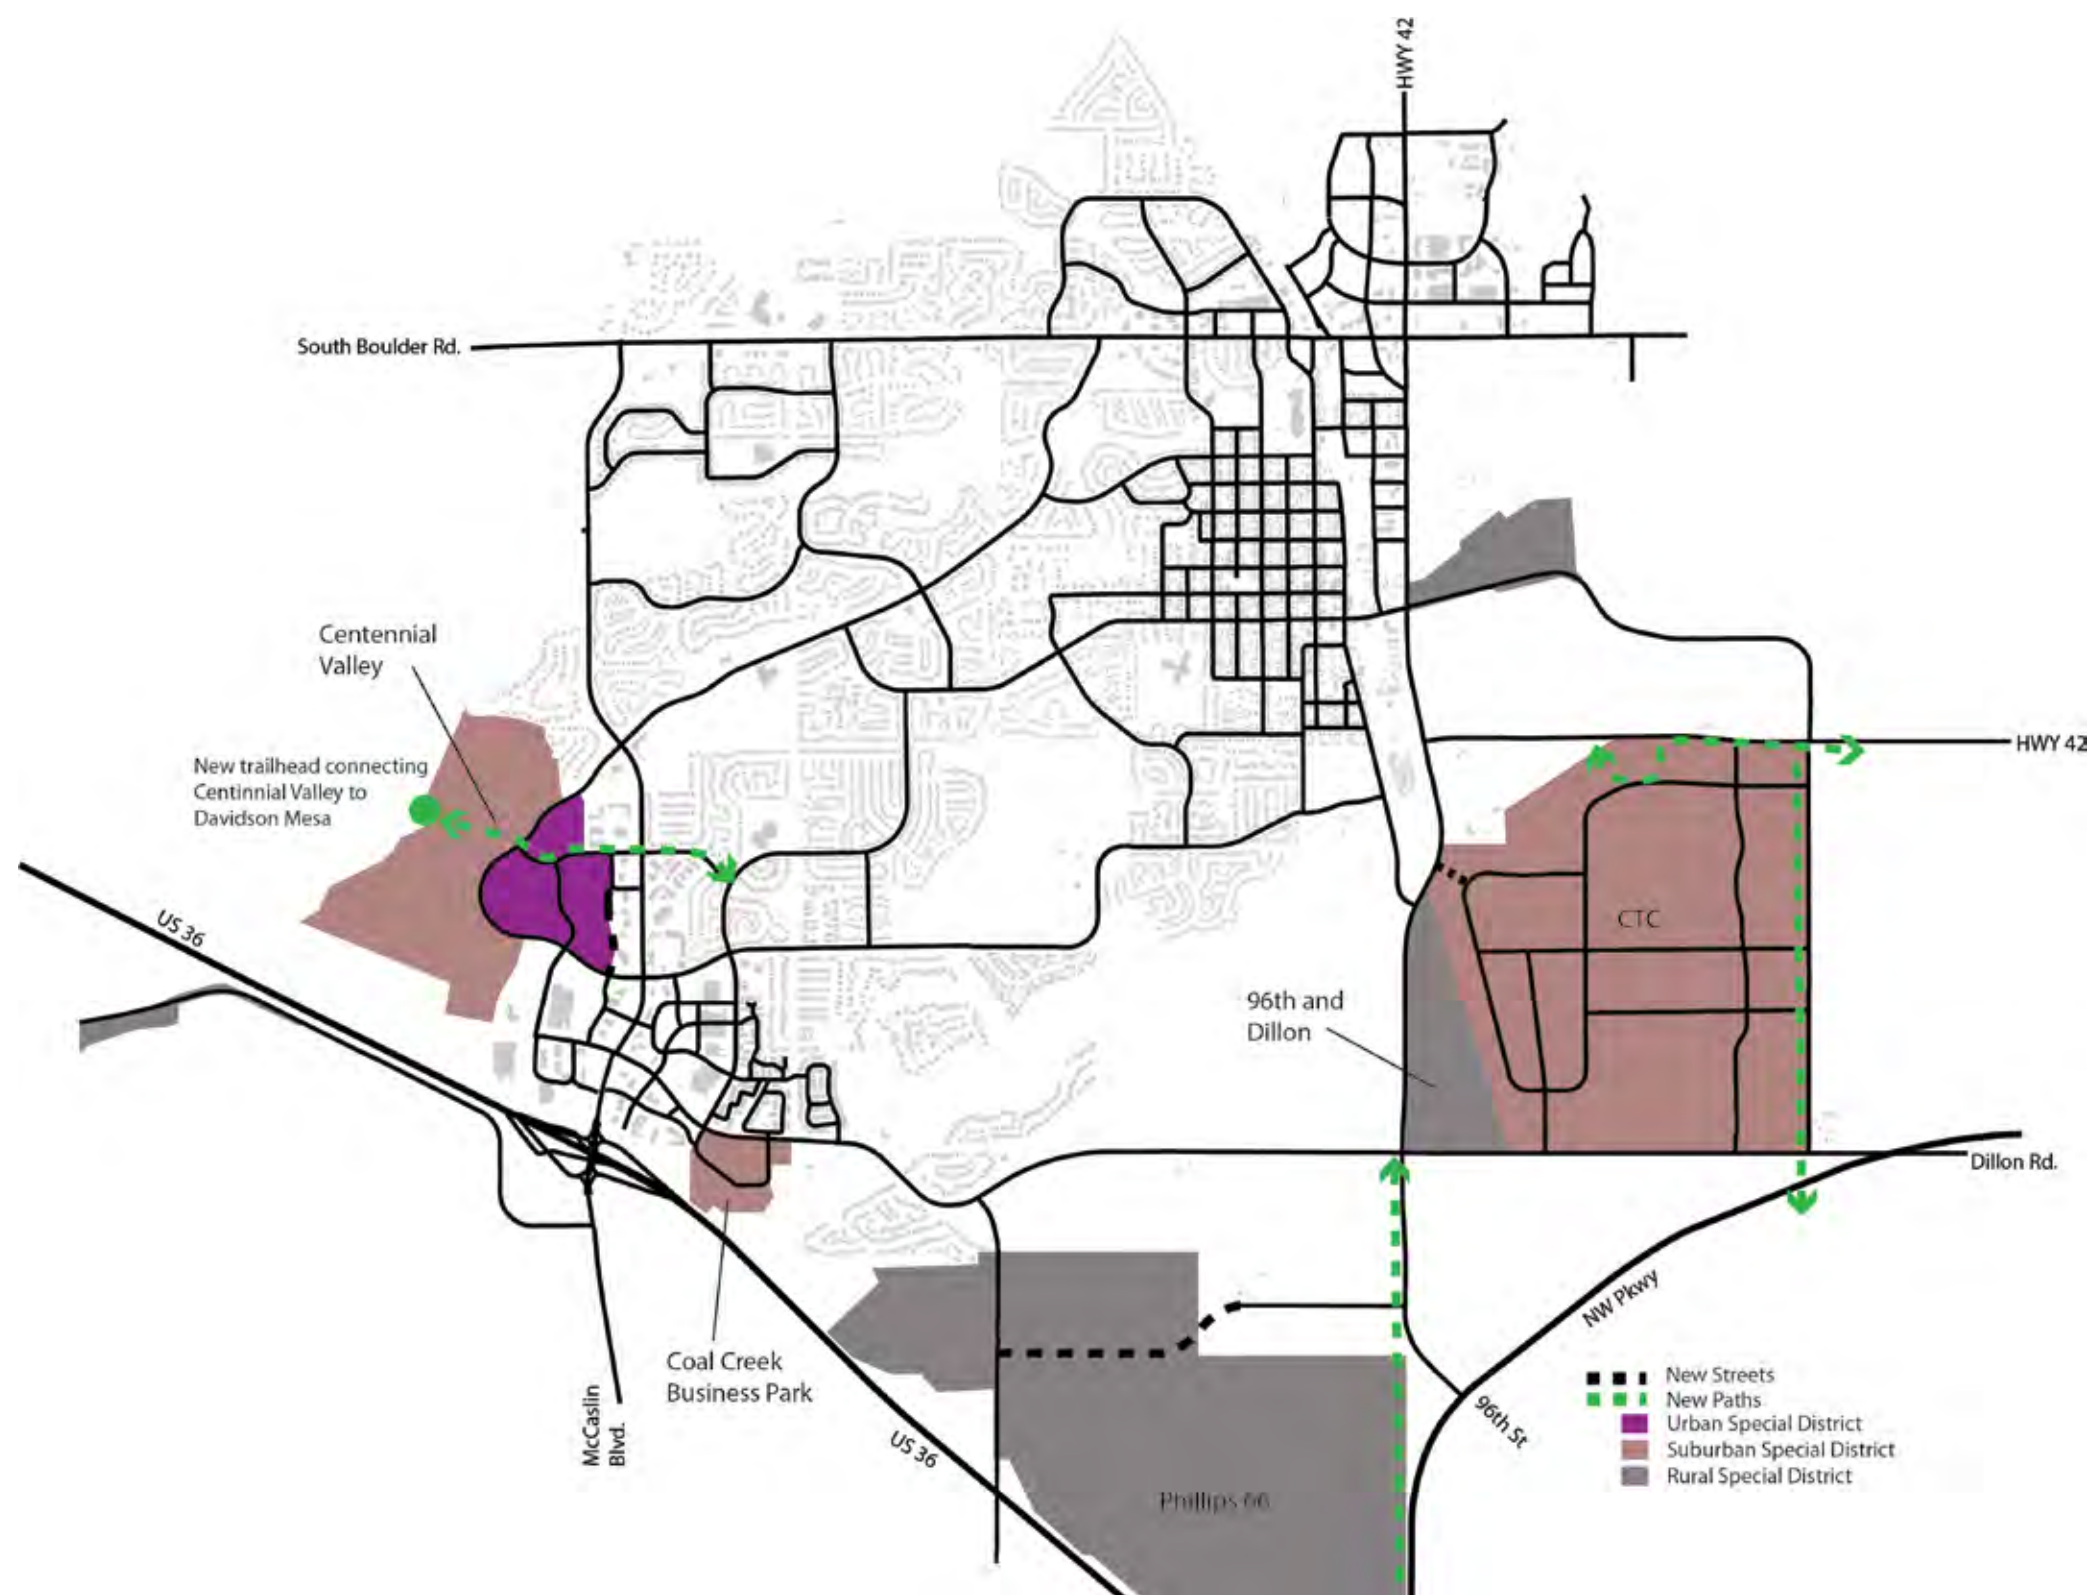 HWY 42
South Boulder Rd.
Centennial
Valley
New trailhead connecting
Centinnial Valley to
Davidson Mesa
HWY 42
US 36
CTC
96th and
Dillon
Dillon Rd.
NW Pkwy
Coal Creek
Business Park
McCaslin
Blvd.
US 36
96th St
Phillips 66
New Streets
New Paths
Urban Special District
Suburban Special District
Rural Special District